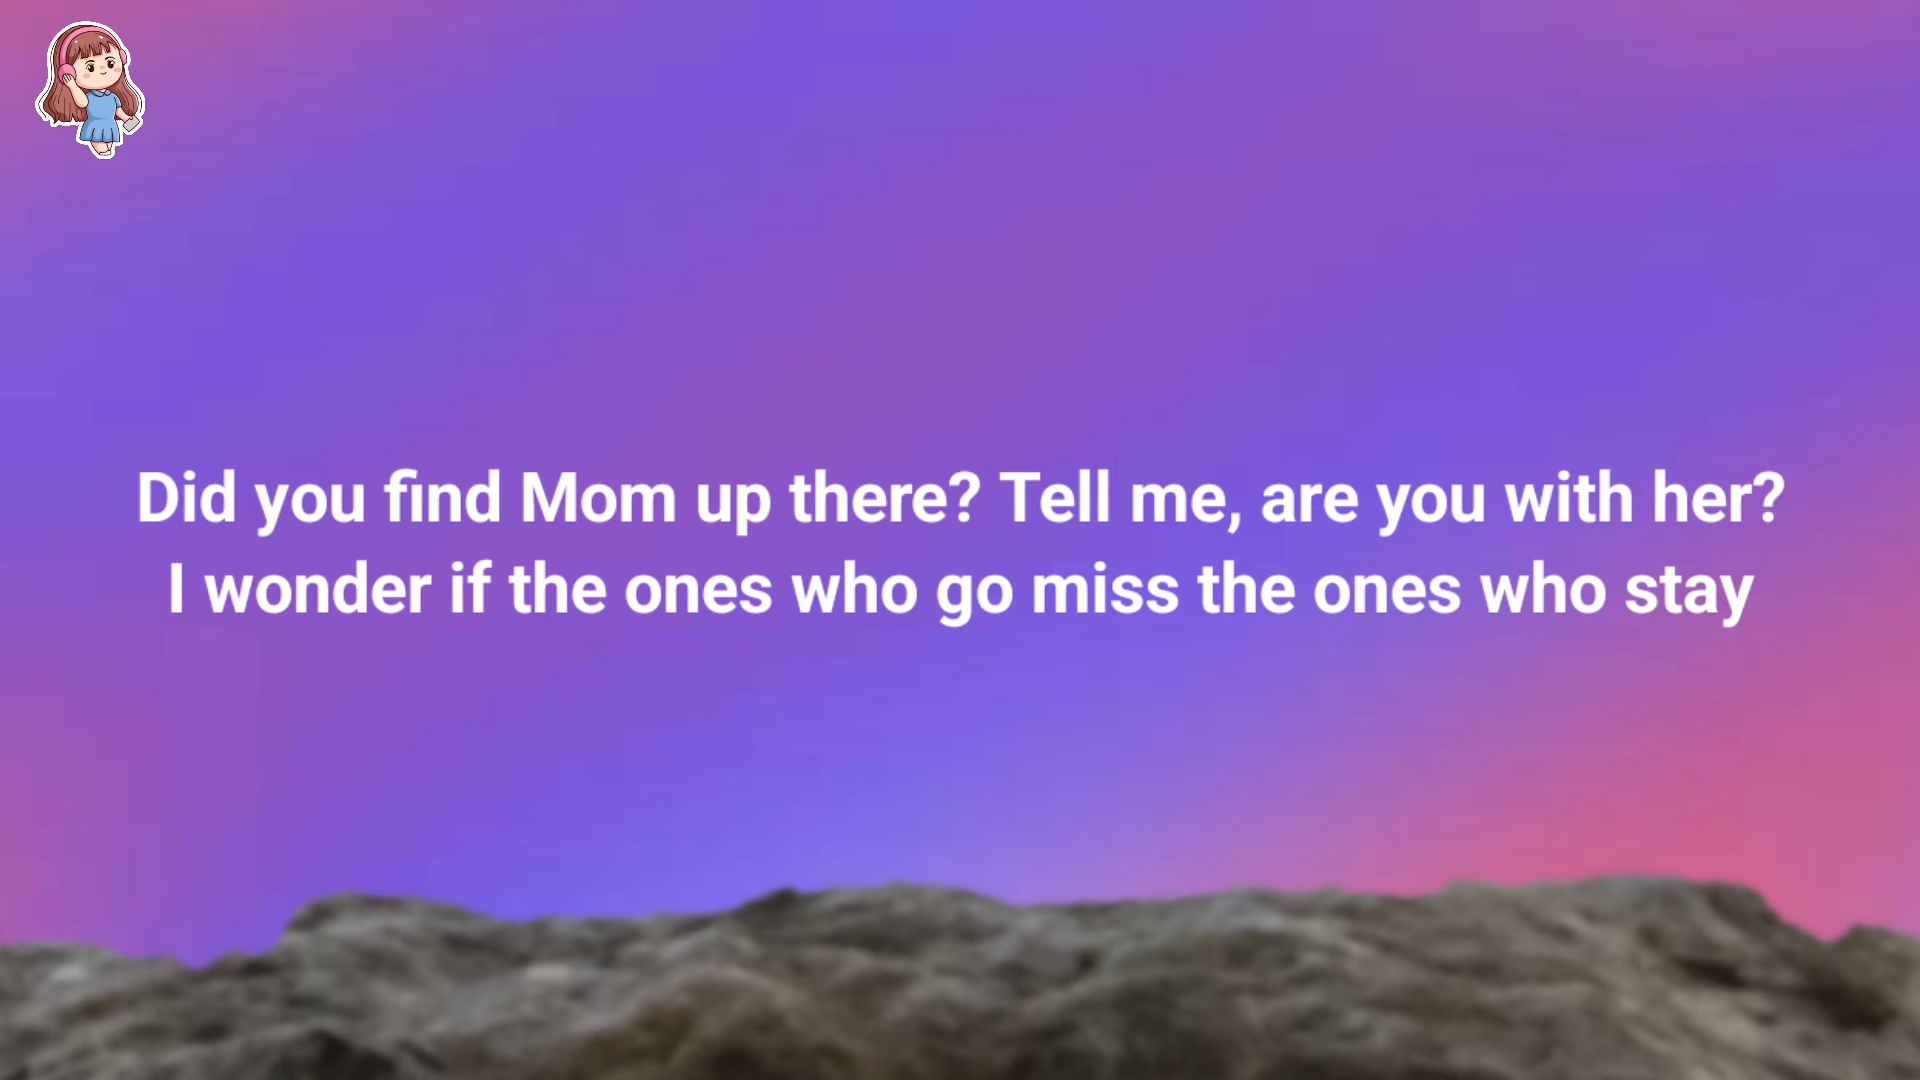 Did you find Mom up there? Tell me, are you with her?
I wonder if the ones who go miss the ones who stay